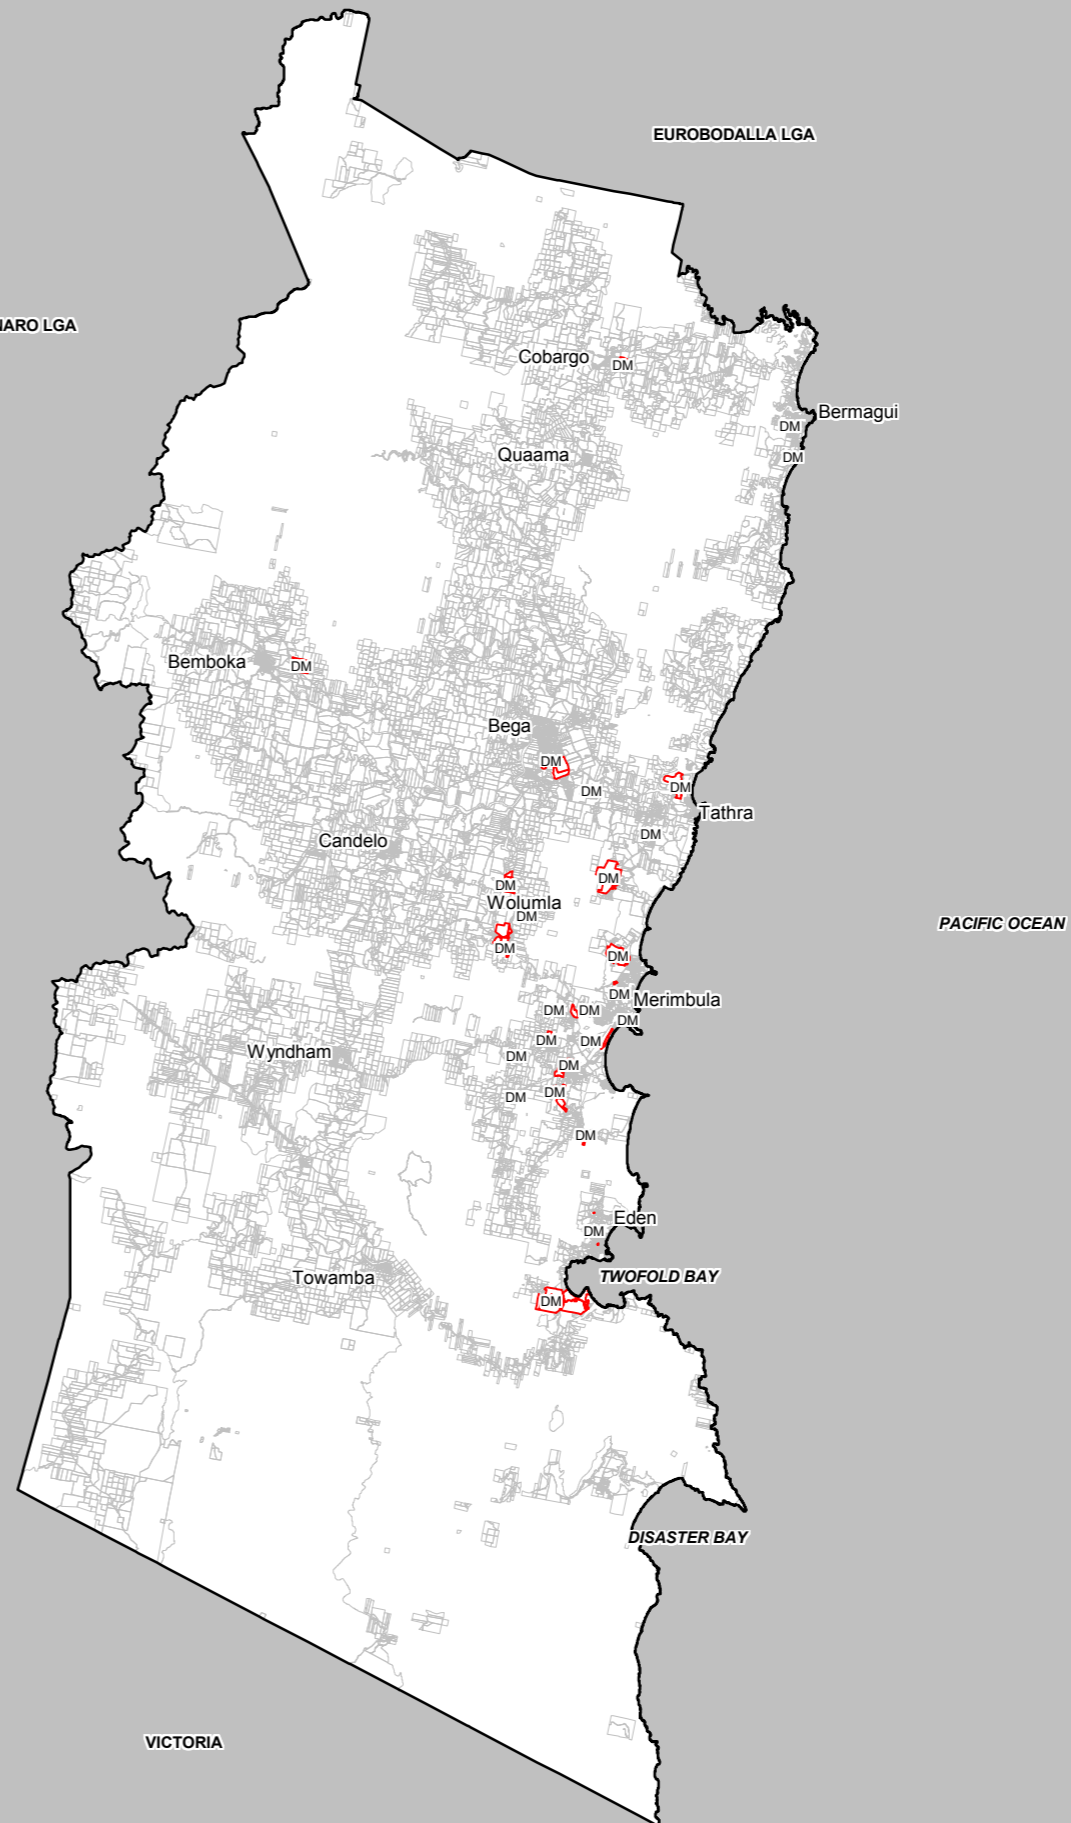 EUROBODALLA LGA
NARO LGA
Cobargo
DM
Bermagui
DM
Quaama
DM
Bemboka
DM
Bega
DM
DM
DM
Tathra
DM
Candelo
DM
DM
Wolumla
DM
PACIFIC OCEAN
DM
DM
DM
Merimbula
DM
DM
DM
DM
DM
Wyndham
DM
DM
DM
DM
DM
Eden
DM
Towamba
TWOFOLD BAY
DM
DISASTER BAY
VICTORIA